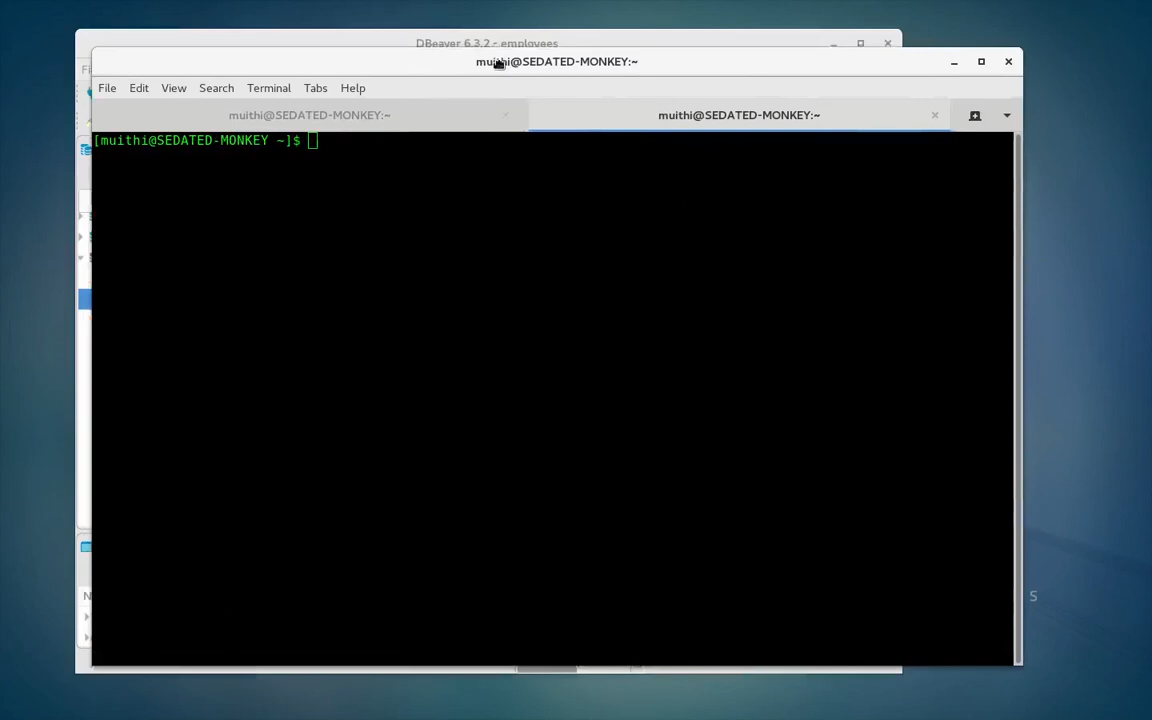 DBeaver 6.3.2 - employees
Fi
muithi@SEDATED-MONKEY:~
File Edit View Search Terminal Tabs Help
muithi@SEDATED-MONKEY:~ muithi@SEDATED-MONKEY:~
[muithi@SEDATED-MONKEY ~]$
N
S